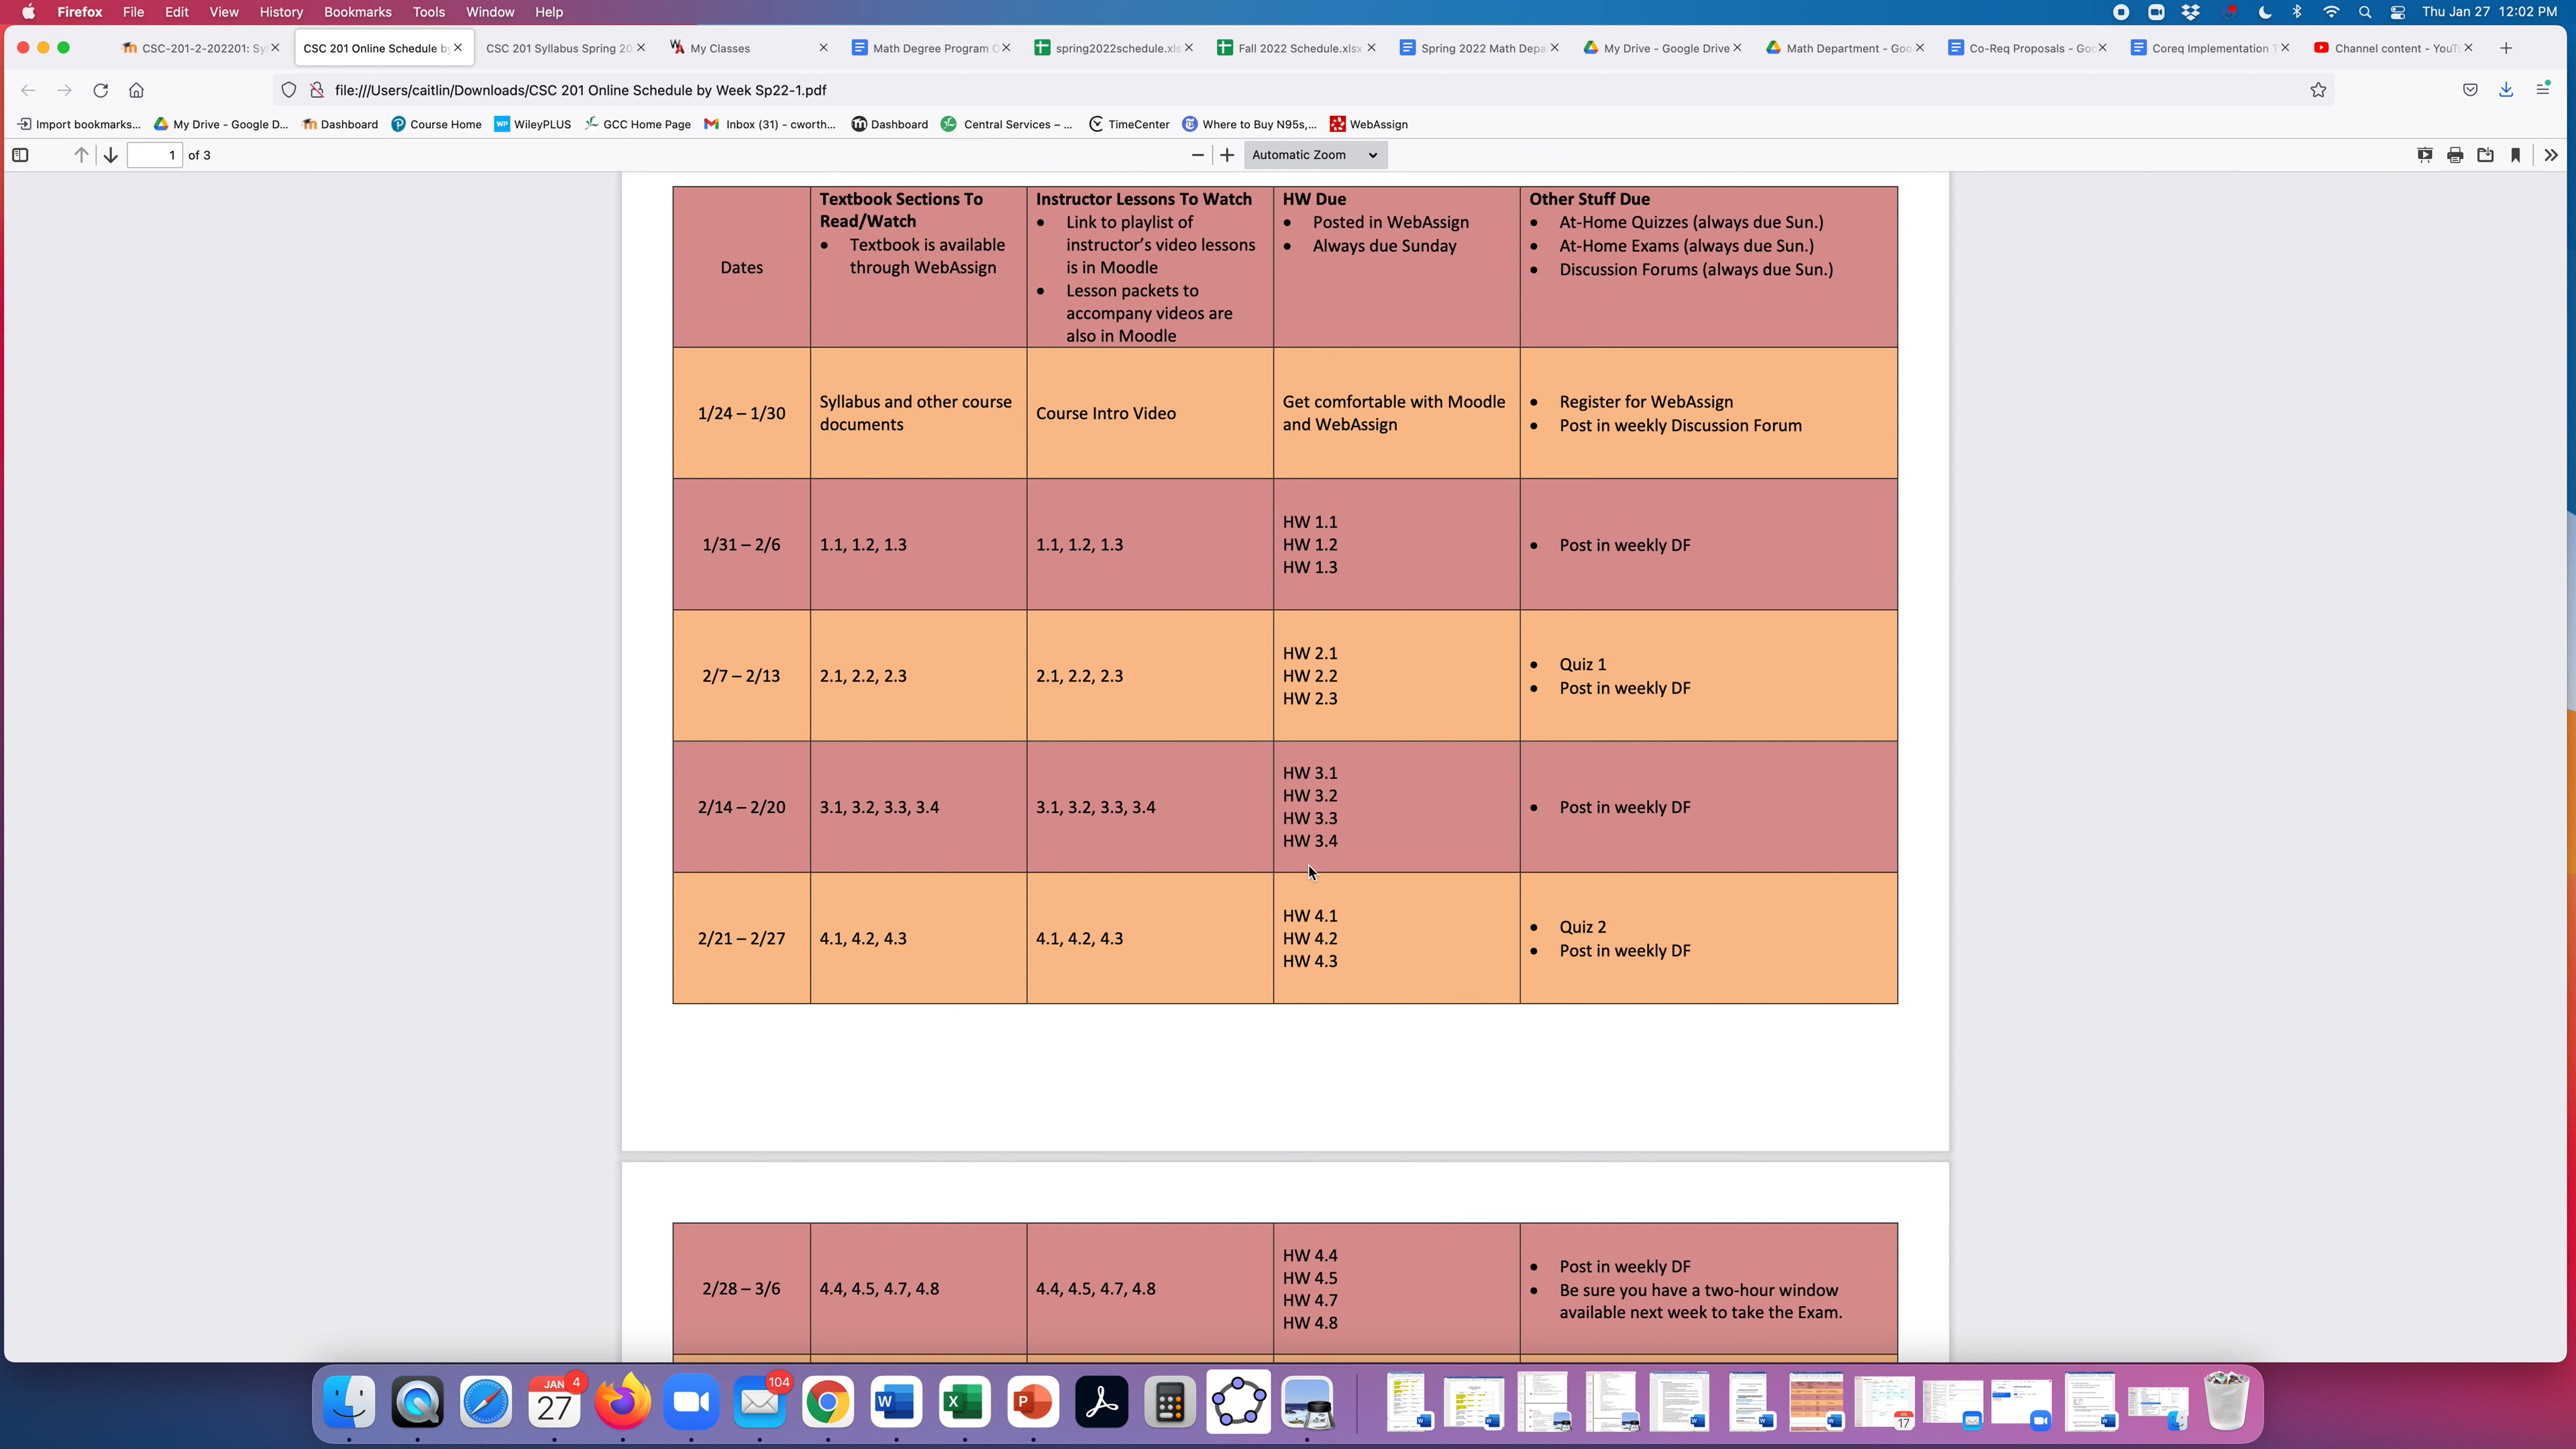 Firefox File Edit View History Bookmarks Tools Window Help Thu Jan 27 12:02 PM
CSC-201-2-202201: Sy CSC 201 Online Schedule b CSC 201 Syllabus Spring 20 My Classes Math Degree Program spring2022schedule.xls Fall 2022 Schedule.xlsx Spring 2022 Math Depa My Drive - Google Drive Math Department - Goo Co-Req Proposals - Goo Coreq Implementation Channel content - YouT
file:///Users/caitlin/Downloads/CSC 201 Online Schedule by Week Sp22-1.pdf
Import bookmarks... My Drive - Google D... Dashboard Course Home WileyPLUS GCC Home Page Inbox (31) - cworth... Dashboard Central Services – ... TimeCenter Where to Buy N95s,... WebAssign
1 of 3 Automatic Zoom
Dates
Textbook Sections To
Read/Watch
• Textbook is available
through WebAssign
Instructor Lessons To Watch
• Link to playlist of
instructor's video lessons
is in Moodle
• Lesson packets to
accompany videos are
also in Moodle
HW Due
• Posted in WebAssign
• Always due Sunday
Other Stuff Due
• At-Home Quizzes (always due Sun.)
• At-Home Exams (always due Sun.)
• Discussion Forums (always due Sun.)
1/24 – 1/30
Syllabus and other course
documents
Course Intro Video
Get comfortable with Moodle
and WebAssign
• Register for WebAssign
• Post in weekly Discussion Forum
1/31 – 2/6
1.1, 1.2, 1.3
1.1, 1.2, 1.3
HW 1.1
HW 1.2
HW 1.3
• Post in weekly DF
2/7 – 2/13
2.1, 2.2, 2.3
2.1, 2.2, 2.3
HW 2.1
HW 2.2
HW 2.3
• Quiz 1
• Post in weekly DF
2/14 – 2/20
3.1, 3.2, 3.3, 3.4
3.1, 3.2, 3.3, 3.4
HW 3.1
HW 3.2
HW 3.3
HW 3.4
• Post in weekly DF
2/21 – 2/27
4.1, 4.2, 4.3
4.1, 4.2, 4.3
HW 4.1
HW 4.2
HW 4.3
• Quiz 2
• Post in weekly DF
2/28 – 3/6
4.4, 4.5, 4.7, 4.8
4.4, 4.5, 4.7, 4.8
HW 4.4
HW 4.5
HW 4.7
HW 4.8
• Post in weekly DF
• Be sure you have a two-hour window
available next week to take the Exam.
JAN 4 104
27
17